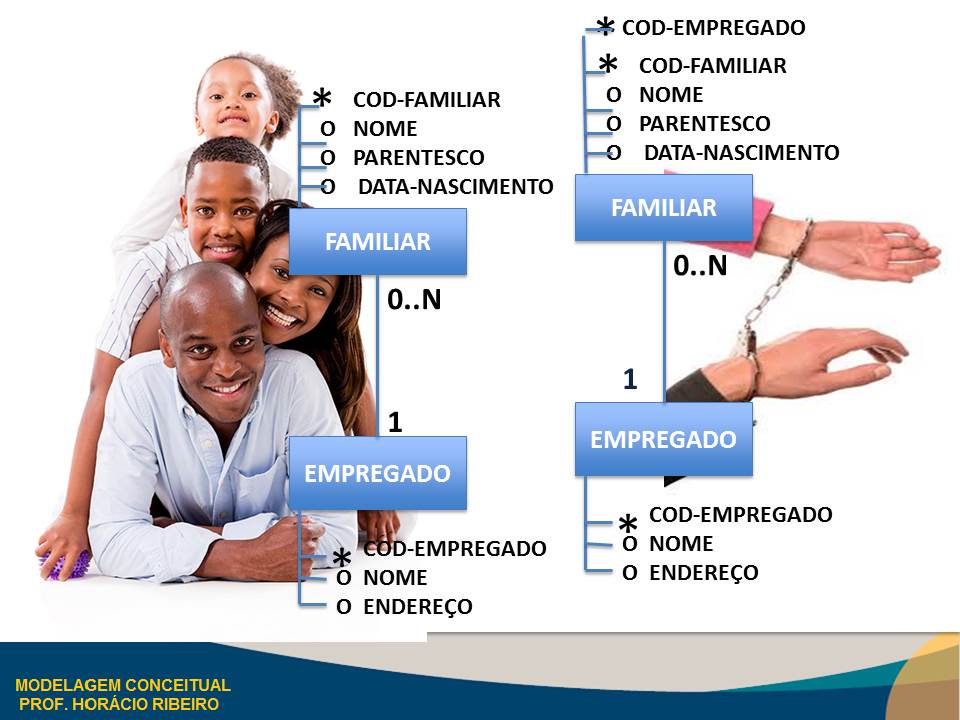 * COD-FAMILIAR
O NOME
O PARENTESCO
O DATA-NASCIMENTO
FAMILIAR
0..N
1
EMPREGADO
* COD-EMPREGADO
O NOME
O ENDEREÇO
* COD-EMPREGADO
* COD-FAMILIAR
O NOME
O PARENTESCO
O DATA-NASCIMENTO
FAMILIAR
0..N
1
EMPREGADO
* COD-EMPREGADO
O NOME
O ENDEREÇO
MODELAGEM CONCEITUAL
PROF. HORÁCIO RIBEIRO